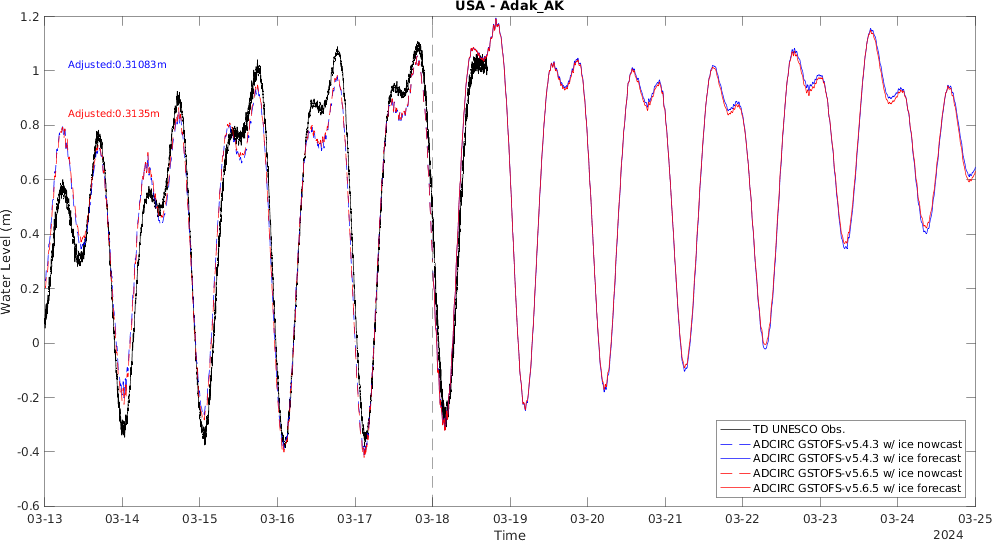 USA - Adak_AK
Adjusted:0.31083m
Adjusted:0.3135m
Water Level (m)
1.2
1
0.8
0.6
0.4
0.2
0
-0.2
-0.4
-0.6
TD UNESCO Obs.
ADCIRC GSTOFS-v5.4.3 w/ ice nowcast
ADCIRC GSTOFS-v5.4.3 w/ ice forecast
ADCIRC GSTOFS-v5.6.5 w/ ice nowcast
ADCIRC GSTOFS-v5.6.5 w/ ice forecast
03-13 03-14 03-15 03-16 03-17 03-18 03-19 03-20 03-21 03-22 03-23 03-24 03-25
Time
2024